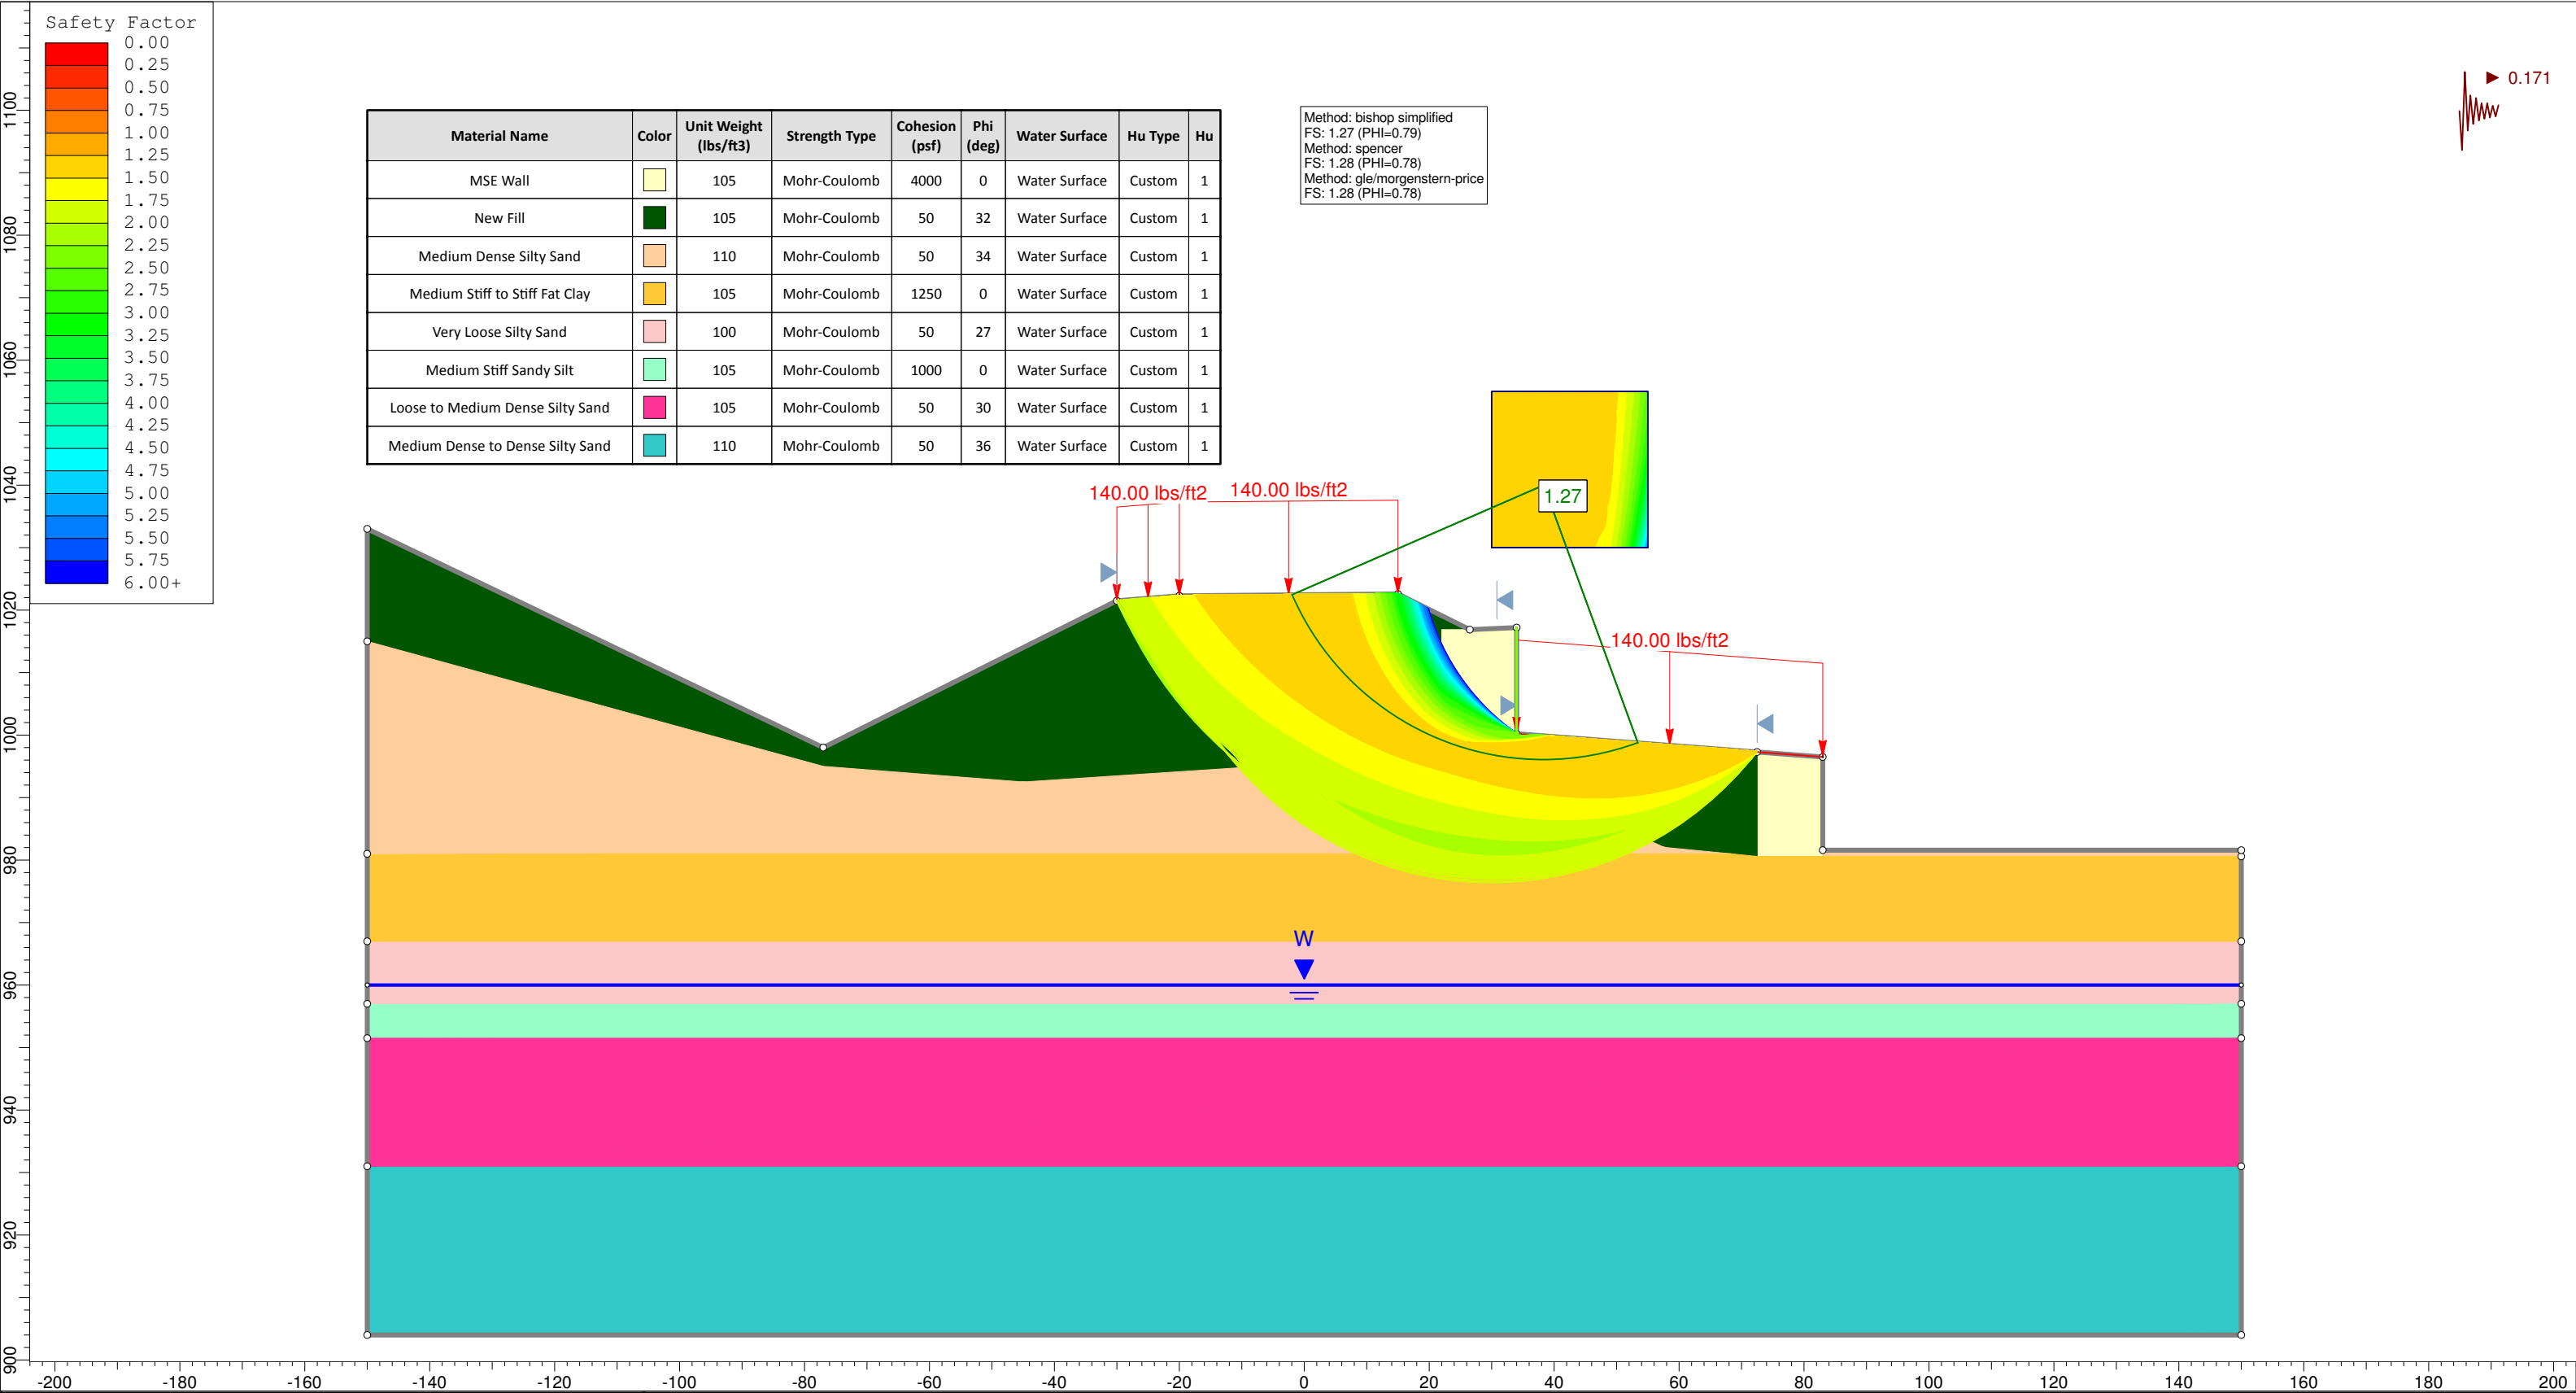 Safety Factor
0.00
0.25
0.50
0.75
1.00
1.25
1.50
1.75
2.00
2.25
2.50
2.75
3.00
3.25
3.50
3.75
4.00
4.25
4.50
4.75
5.00
5.25
5.50
5.75
6.00+
Material Name Color Unit Weight (lbs/ft3) Strength Type Cohesion (psf) Phi (deg) Water Surface Hu Type Hu
MSE Wall 105 Mohr-Coulomb 4000 0 Water Surface Custom 1
New Fill 105 Mohr-Coulomb 50 32 Water Surface Custom 1
Medium Dense Silty Sand 110 Mohr-Coulomb 50 34 Water Surface Custom 1
Medium Stiff to Stiff Fat Clay 105 Mohr-Coulomb 1250 0 Water Surface Custom 1
Very Loose Silty Sand 100 Mohr-Coulomb 50 27 Water Surface Custom 1
Medium Stiff Sandy Silt 105 Mohr-Coulomb 1000 0 Water Surface Custom 1
Loose to Medium Dense Silty Sand 105 Mohr-Coulomb 50 30 Water Surface Custom 1
Medium Dense to Dense Silty Sand 110 Mohr-Coulomb 50 36 Water Surface Custom 1
Method: bishop simplified
FS: 1.27 (PHI=0.79)
Method: spencer
FS: 1.28 (PHI=0.78)
Method: gle/morgenstern-price
FS: 1.28 (PHI=0.78)
0.171
140.00 lbs/ft2 140.00 lbs/ft2
1.27
140.00 lbs/ft2
W
1100
1080
1060
1040
1020
1000
980
960
940
920
900
-200 -180 -160 -140 -120 -100 -80 -60 -40 -20 0 20 40 60 80 100 120 140 160 180 200